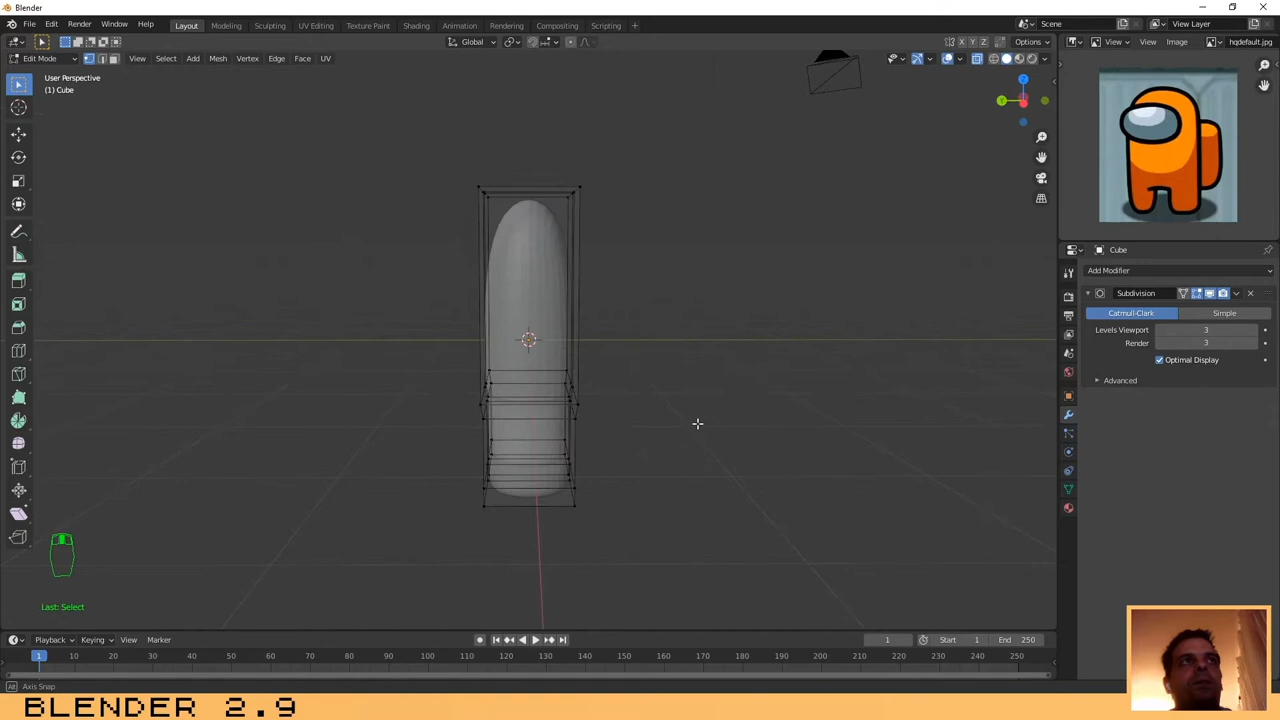 Blender
File Edit Render Window Help Layout Modeling Sculpting UV Editing Texture Paint Shading Animation Rendering Compositing Scripting + Scene View Layer
Global X Y Z Options View View Image hqdefault.jpg
Edit Mode View Select Add Mesh Vertex Edge Face UV
User Perspective
(1) Cube
Z
Y
Cube
Add Modifier
Subdivision
Catmull-Clark Simple
Levels Viewport 3
Render 3
Optimal Display
Advanced
Last: Select
Playback Keying View Marker 1 Start 1 End 250
1 10 20 30 40 50 60 70 80 90 100 110 120 130 140 150 160 170 180 190 200 210 220 230 240 250
Alt Axis Snap
BLENDER 2.9